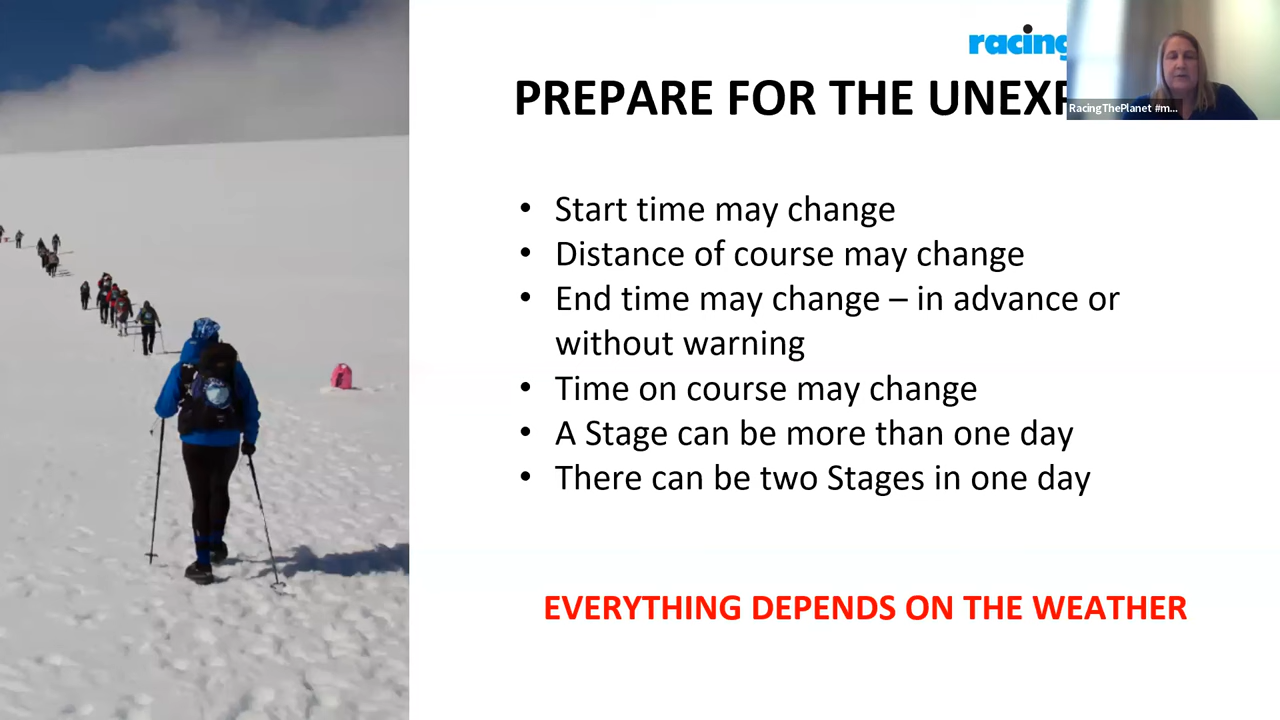 racing
PREPARE FOR THE UNEXP
RacingThePlanet #m...
• Start time may change
• Distance of course may change
• End time may change – in advance or
without warning
• Time on course may change
• A Stage can be more than one day
• There can be two Stages in one day
EVERYTHING DEPENDS ON THE WEATHER